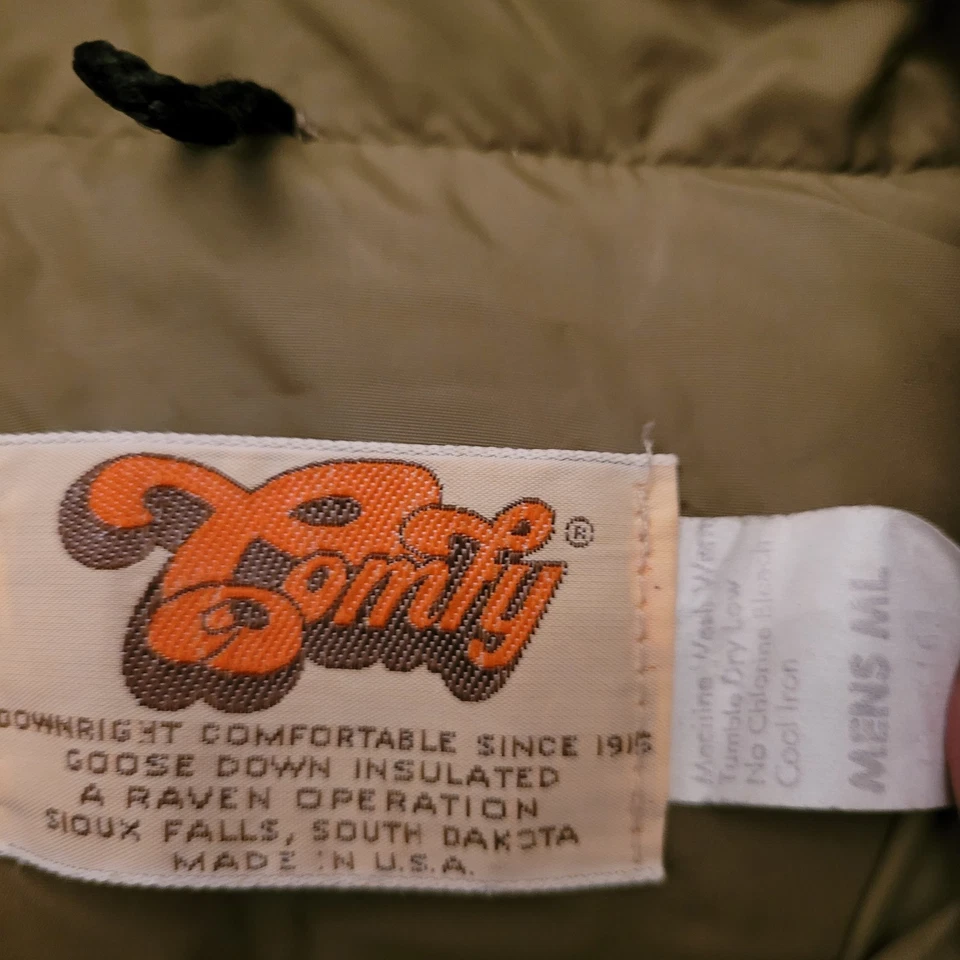 Comfy®
DOWNRIGHT COMFORTABLE SINCE 1915
GOOSE DOWN INSULATED
A RAVEN OPERATION
SIOUX FALLS, SOUTH DAKOTA
MADE IN U.S.A.
Machine Wash Warm
Tumble Dry Low
No Chlorine Bleach
Cool Iron
MENS ML